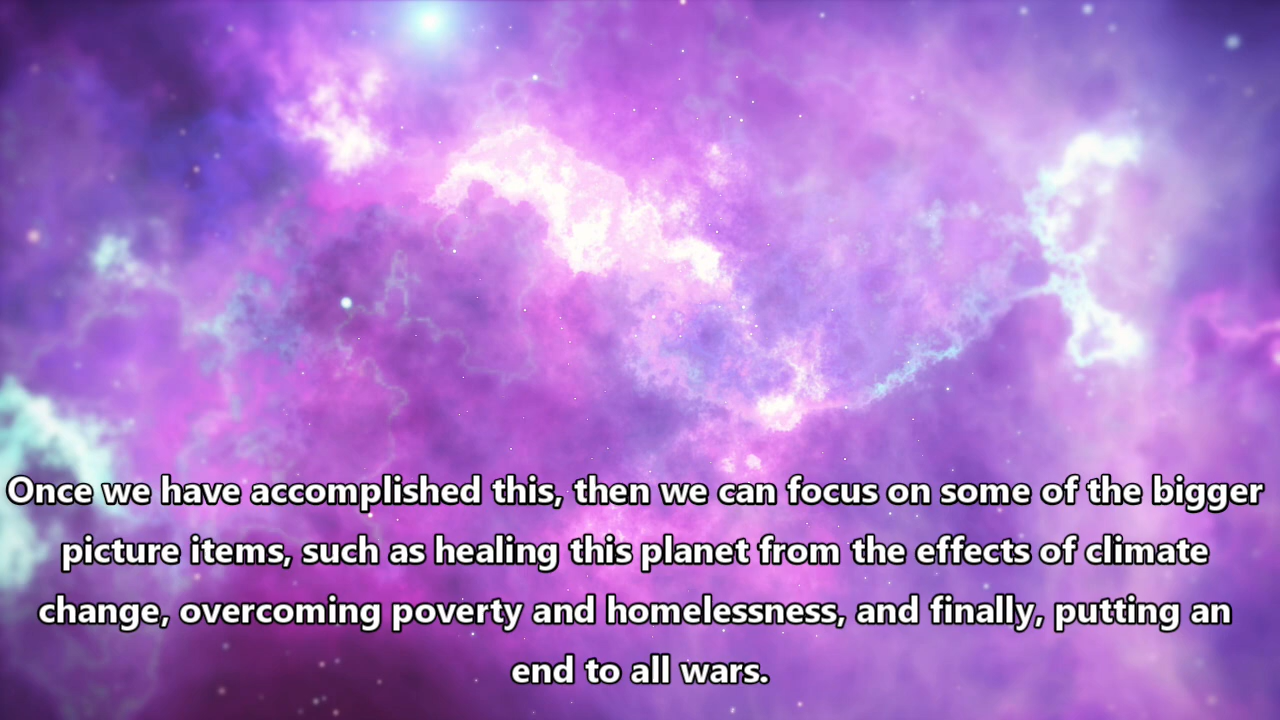 Once we have accomplished this, then we can focus on some of the bigger
picture items, such as healing this planet from the effects of climate
change, overcoming poverty and homelessness, and finally, putting an
end to all wars.